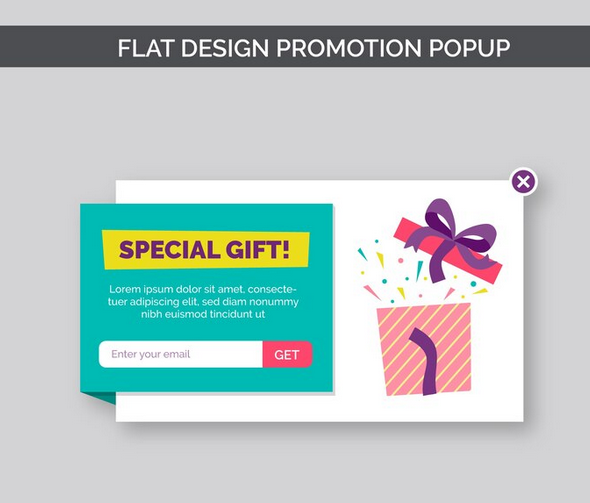 FLAT DESIGN PROMOTION POPUP
SPECIAL GIFT!
Lorem ipsum dolor sit amet, consecte-
tuer adipiscing elit, sed diam nonummy
nibh euismod tincidunt ut
Enter your email GET